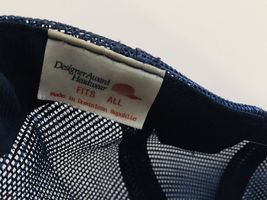 Designer Award
Headwear
FITS ALL
Made in Dominican Republic